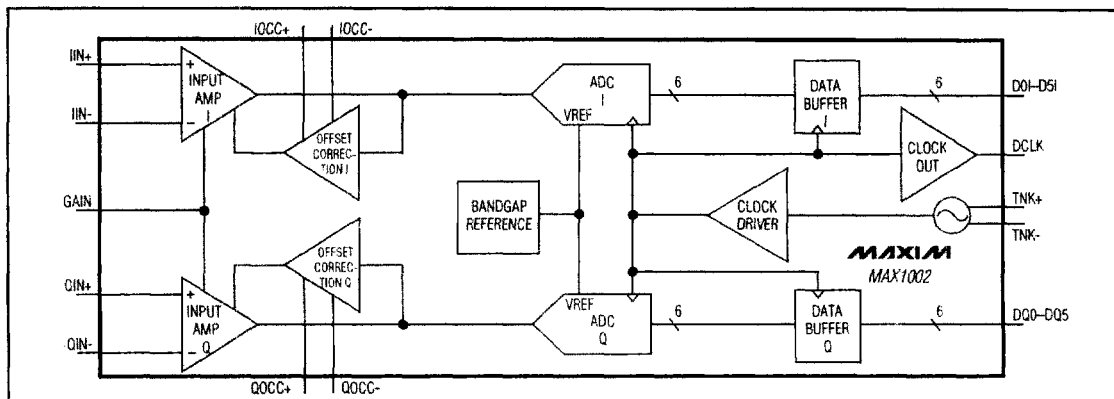 IOCC+ IOCC-
IIN+
+
INPUT
AMP
I
IIN-
−
OFFSET
CORREC-
TION I
ADC
I
VREF
6
DATA
BUFFER
I
6
D0I–D5I
CLOCK
OUT
DCLK
GAIN
BANDGAP
REFERENCE
CLOCK
DRIVER
TNK+
TNK-
MAXIM
MAX1002
OFFSET
CORREC-
TION Q
QIN+
+
INPUT
AMP
Q
QIN-
−
VREF
ADC
Q
6
DATA
BUFFER
Q
6
DQ0–DQ5
QOCC+ QOCC-